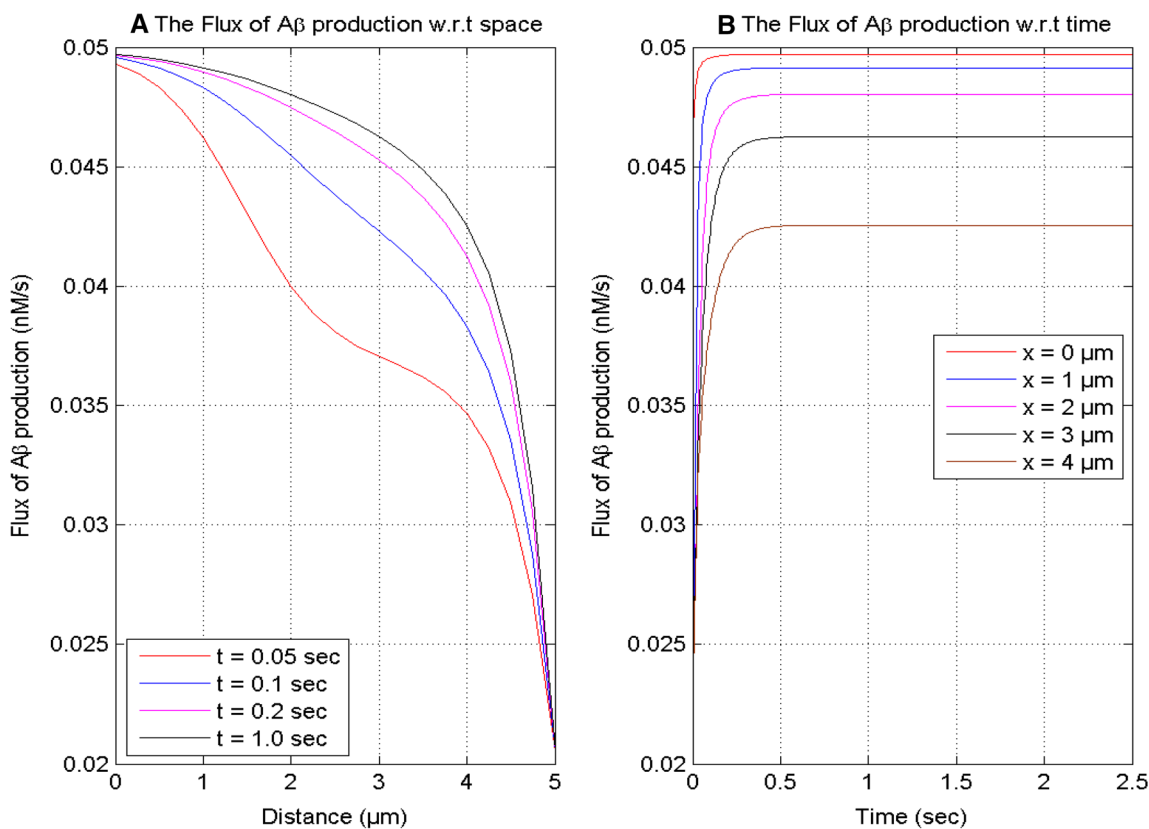 A The Flux of Aβ production w.r.t space
0.05
0.045
0.04
0.035
0.03
0.025
0.02
Flux of Aβ production (nM/s)
t = 0.05 sec
t = 0.1 sec
t = 0.2 sec
t = 1.0 sec
0 1 2 3 4 5
Distance (µm)
B The Flux of Aβ production w.r.t time
0.05
0.045
0.04
0.035
0.03
0.025
0.02
Flux of Aβ production (nM/s)
x = 0 µm
x = 1 µm
x = 2 µm
x = 3 µm
x = 4 µm
0 0.5 1 1.5 2 2.5
Time (sec)